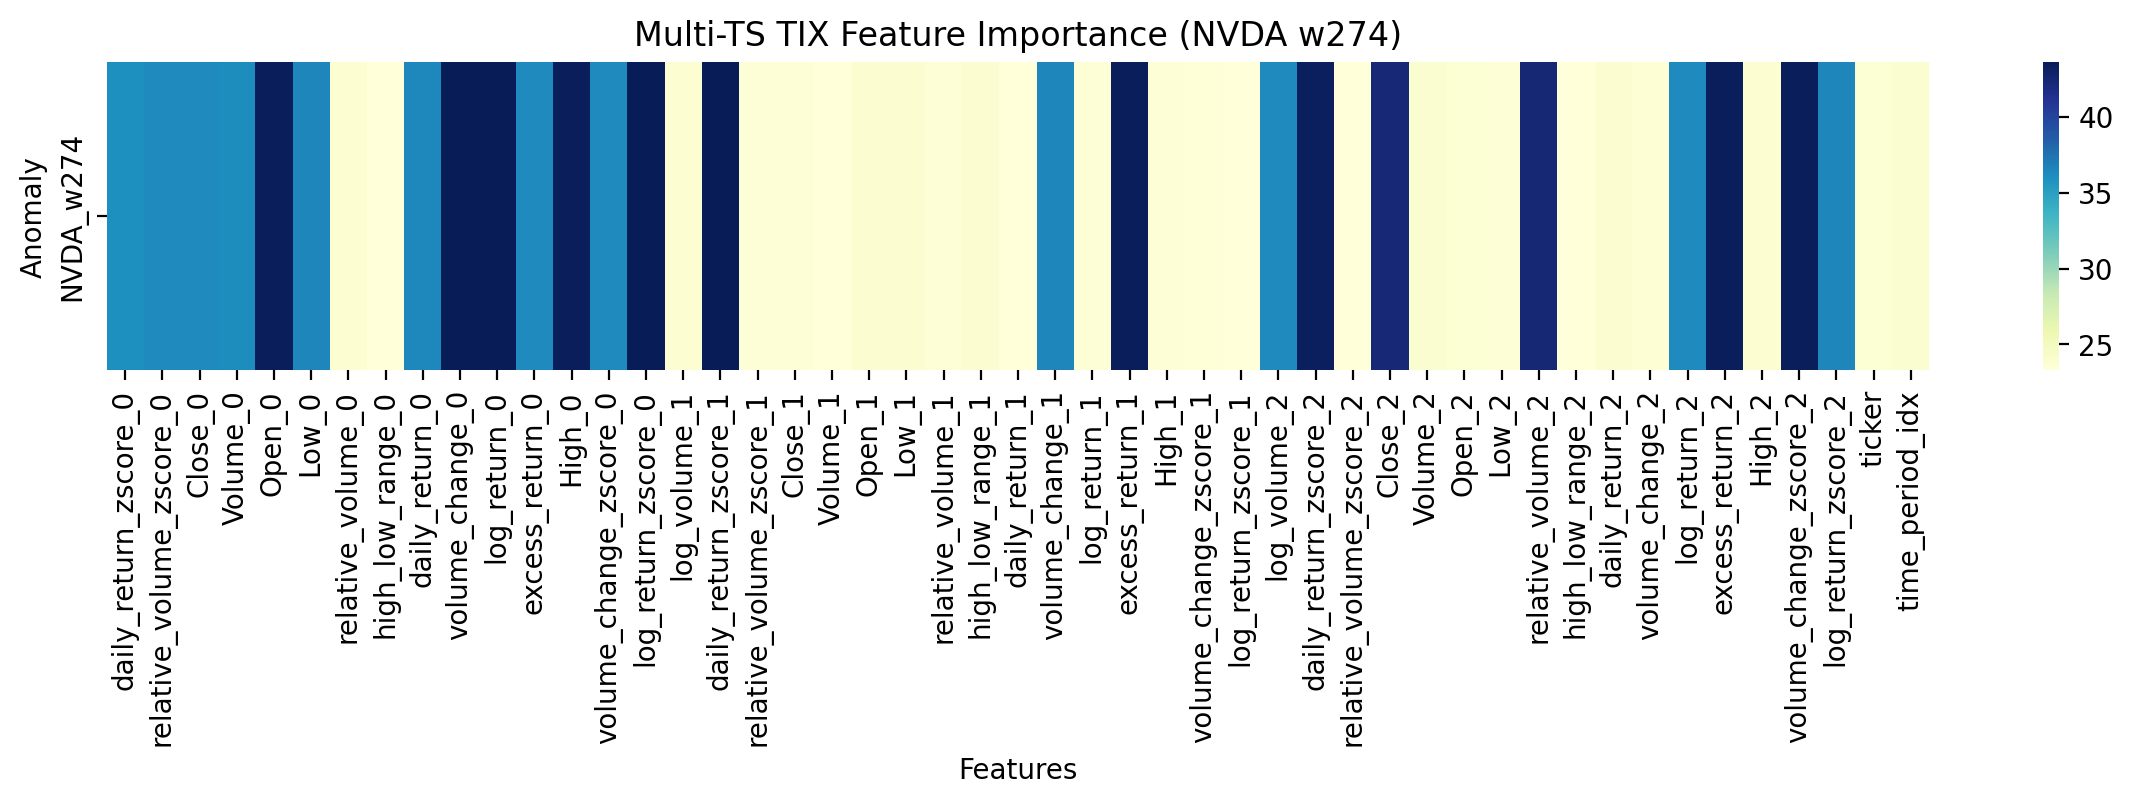 Multi-TS TIX Feature Importance (NVDA w274)
Anomaly
NVDA_w274
40
35
30
25
daily_return_zscore_0
relative_volume_zscore_0
Close_0
Volume_0
Open_0
Low_0
relative_volume_0
high_low_range_0
daily_return_0
volume_change_0
log_return_0
excess_return_0
High_0
volume_change_zscore_0
log_return_zscore_0
log_volume_1
daily_return_zscore_1
relative_volume_zscore_1
Close_1
Volume_1
Open_1
Low_1
relative_volume_1
high_low_range_1
daily_return_1
volume_change_1
log_return_1
excess_return_1
High_1
volume_change_zscore_1
log_return_zscore_1
log_volume_2
daily_return_zscore_2
relative_volume_zscore_2
Close_2
Volume_2
Open_2
Low_2
relative_volume_2
high_low_range_2
daily_return_2
volume_change_2
log_return_2
excess_return_2
High_2
volume_change_zscore_2
log_return_zscore_2
ticker
time_period_idx
Features